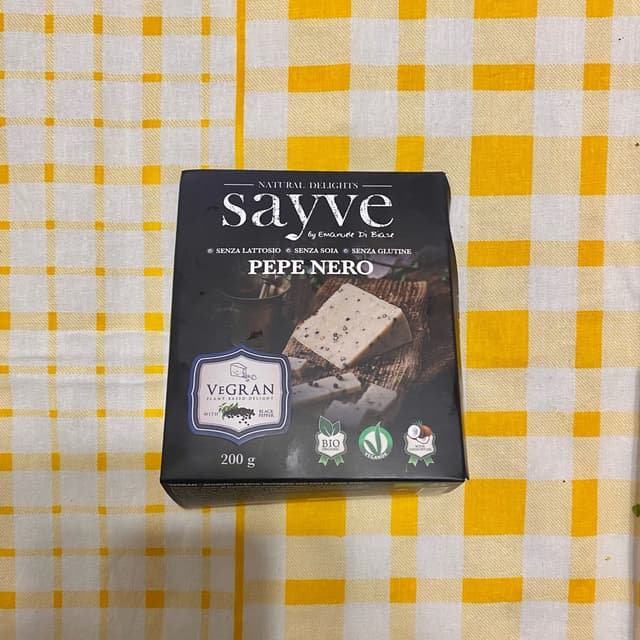 NATURAL DELIGHTS
sayve
by Emanuele Di Biase
SENZA LATTOSIO SENZA SOIA SENZA GLUTINE
PEPE NERO
VEGRAN
PLANT BASED DELIGHT
WITH BLACK PEPPER
BIO
VEGANOK
200 g